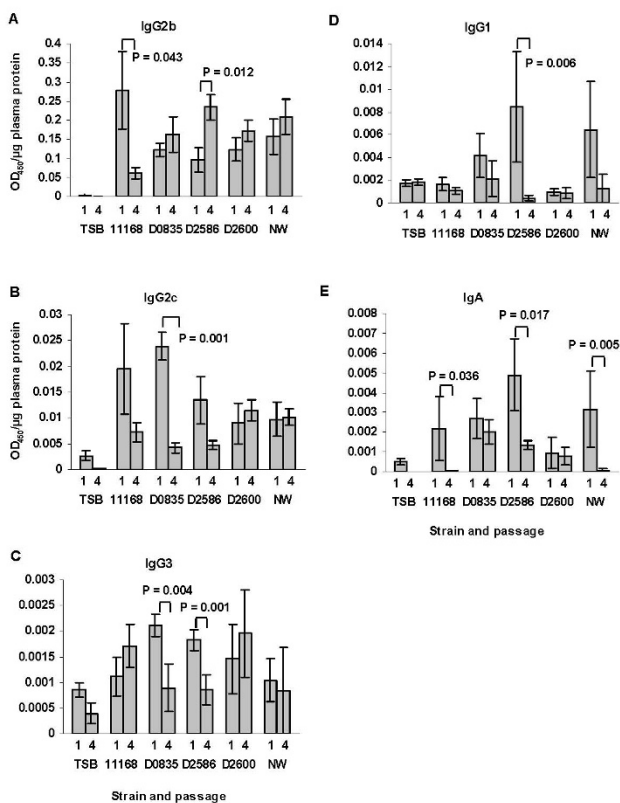 A
IgG2b
OD450/µg plasma protein
0.4
0.35
0.3
0.25
0.2
0.15
0.1
0.05
0
P = 0.043
P = 0.012
1 4 1 4 1 4 1 4 1 4 1 4
TSB 11168 D0835 D2586 D2600 NW
B
IgG2c
OD450/µg plasma protein
0.03
0.025
0.02
0.015
0.01
0.005
0
P = 0.001
1 4 1 4 1 4 1 4 1 4 1 4
TSB 11168 D0835 D2586 D2600 NW
C
IgG3
0.003
0.0025
0.002
0.0015
0.001
0.0005
0
P = 0.004
P = 0.001
1 4 1 4 1 4 1 4 1 4 1 4
TSB 11168 D0835 D2586 D2600 NW
Strain and passage
D
IgG1
0.014
0.012
0.01
0.008
0.006
0.004
0.002
0
P = 0.006
1 4 1 4 1 4 1 4 1 4 1 4
TSB 11168 D0835 D2586 D2600 NW
E
IgA
0.008
0.007
0.006
0.005
0.004
0.003
0.002
0.001
0
P = 0.017
P = 0.005
P = 0.036
1 4 1 4 1 4 1 4 1 4 1 4
TSB 11168 D0835 D2586 D2600 NW
Strain and passage